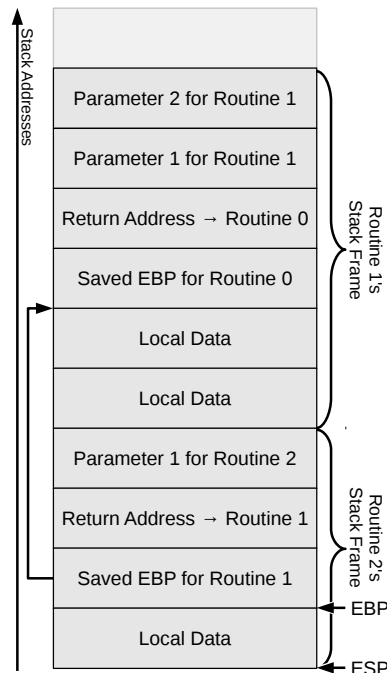 Stack Addresses
Parameter 2 for Routine 1
Parameter 1 for Routine 1
Return Address → Routine 0
Saved EBP for Routine 0
Local Data
Local Data
Routine 1's
Stack Frame
Parameter 1 for Routine 2
Return Address → Routine 1
Saved EBP for Routine 1
Local Data
Routine 2's
Stack Frame
EBP
ESP